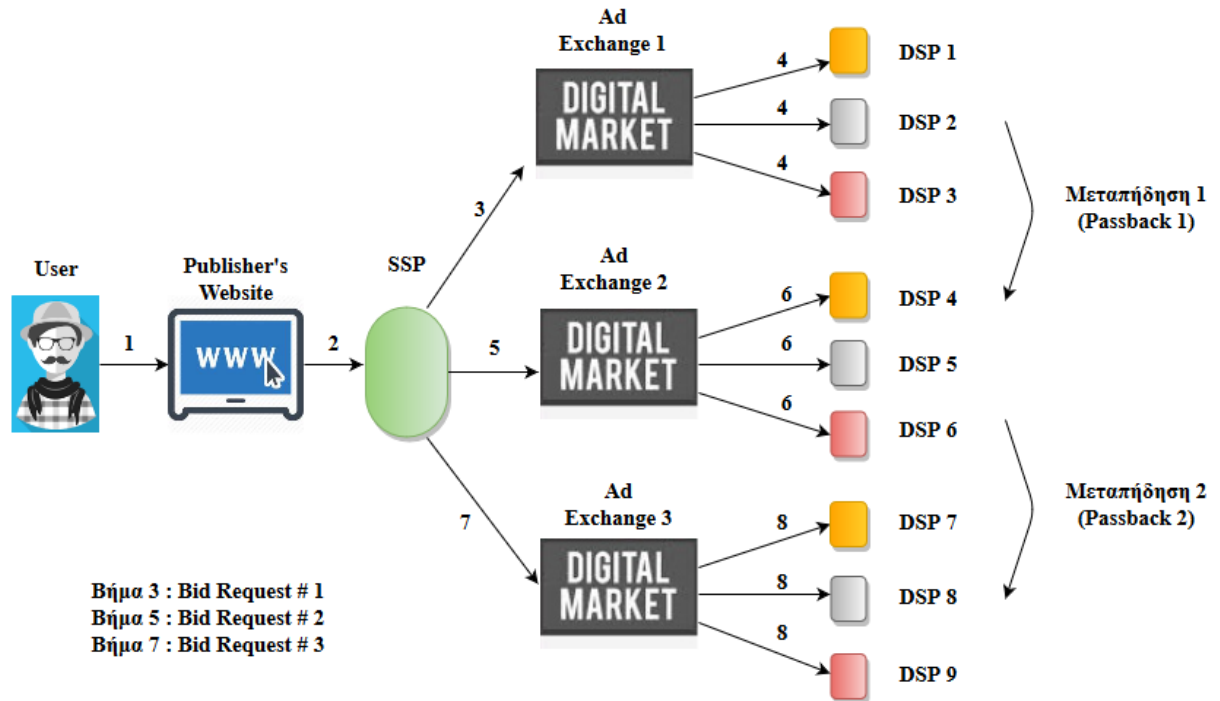 Ad
Exchange 1
DIGITAL
MARKET
4
4
4
DSP 1
DSP 2
DSP 3
Μεταπήδηση 1
(Passback 1)
3
User
Publisher's
Website
SSP
1
www
2
5
Ad
Exchange 2
DIGITAL
MARKET
6
6
6
DSP 4
DSP 5
DSP 6
7
Ad
Exchange 3
DIGITAL
MARKET
8
8
8
DSP 7
DSP 8
DSP 9
Μεταπήδηση 2
(Passback 2)
Βήμα 3 : Bid Request # 1
Βήμα 5 : Bid Request # 2
Βήμα 7 : Bid Request # 3